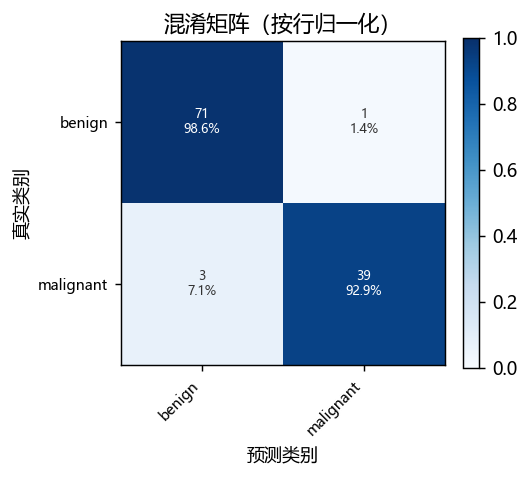 混淆矩阵（按行归一化）
真实类别
benign
malignant
71
98.6%
1
1.4%
3
7.1%
39
92.9%
benign
malignant
预测类别
1.0
0.8
0.6
0.4
0.2
0.0